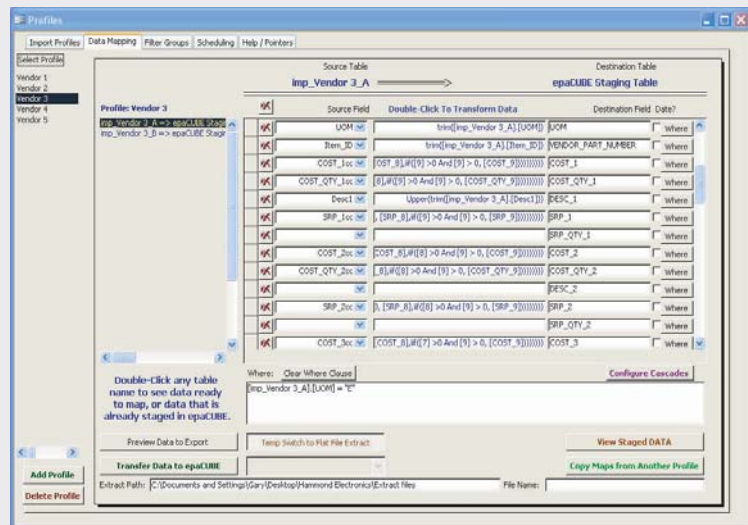 Profiles
Import Profiles Data Mapping Filter Groups Scheduling Help / Pointers
Select Profile
Vendor 1
Vendor 2
Vendor 3
Vendor 4
Vendor 5
Source Table Destination Table
imp_Vendor 3_A epaCUBE Staging Table
Profile: Vendor 3
imp_Vendor 3_A => epaCUBE Stagir
imp_Vendor 3_B => epaCUBE Stagir
Source Field Double-Click To Transform Data Destination Field Date?
UOM trim([imp_Vendor 3_A].[UOM]) UOM Where
Item_ID trim([imp_Vendor 3_A].[Item_ID]) VENDOR_PART_NUMBER Where
COST_1cc COST_1 Where
COST_QTY_1cc COST_QTY_1 Where
Desc1 Upper(trim([imp_Vendor 3_A].[Desc1])) DESC_1 Where
SRP_1cc SRP_1 Where
SRP_QTY_1 Where
COST_2cc COST_2 Where
COST_QTY_2cc COST_QTY_2 Where
DESC_2 Where
SRP_2cc SRP_2 Where
SRP_QTY_2 Where
COST_3cc COST_3 Where
Double-Click any table
name to see data ready
to map, or data that is
already staged in epaCUBE.
Where: Clear Where Clause Configure Cascades
[imp_Vendor 3_A].[UOM] = "E"
Preview Data to Export Temp Switch to Flat File Extract View Staged DATA
Transfer Data to epaCUBE Copy Maps from Another Profile
Add Profile
Delete Profile
Extract Path: C:\Documents and Settings\Gary\Desktop\Hammond Electronics\Extract files File Name: